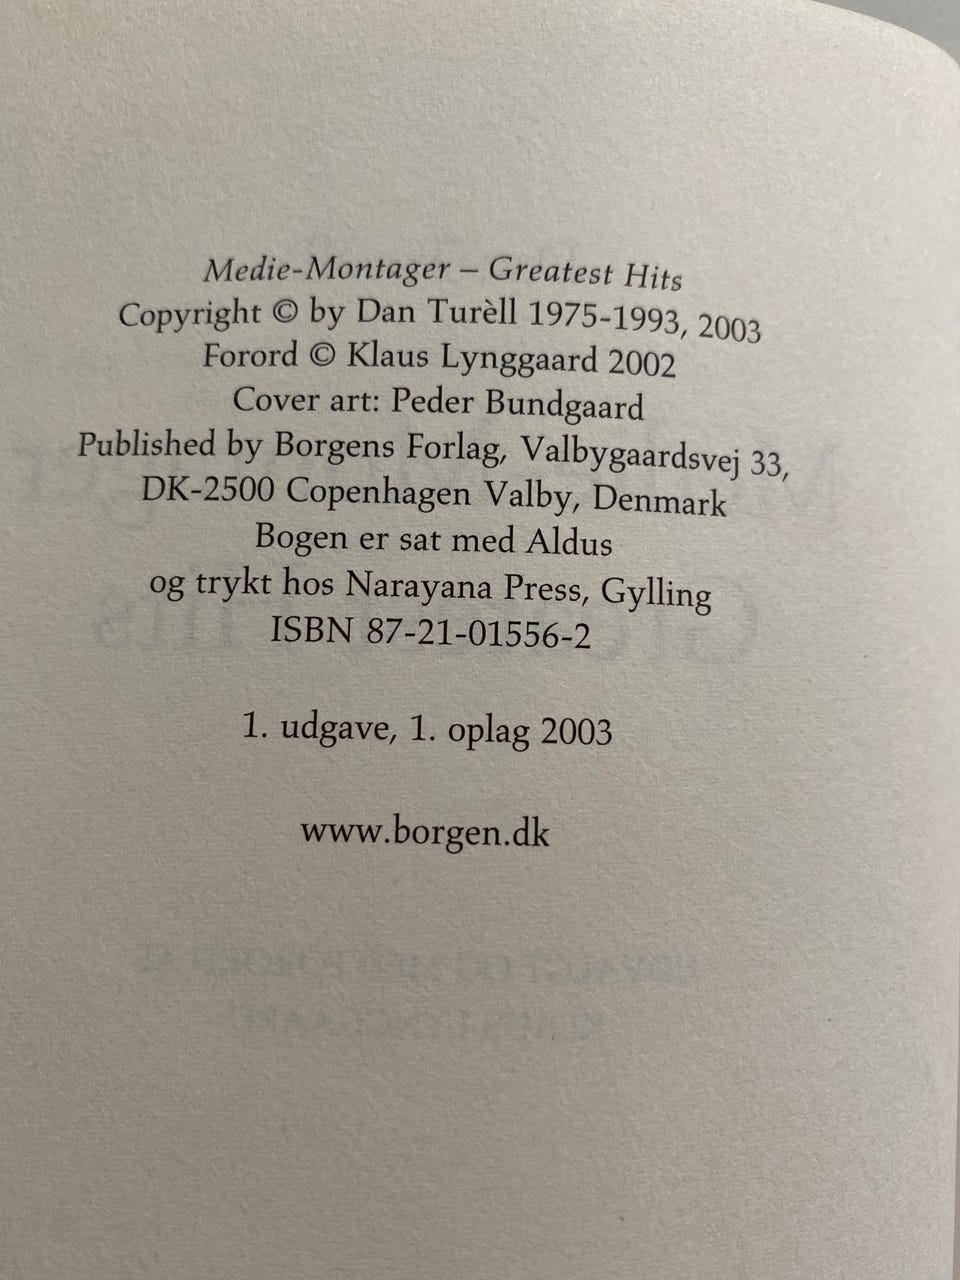 Medie-Montager – Greatest Hits
Copyright © by Dan Turèll 1975-1993, 2003
Forord © Klaus Lynggaard 2002
Cover art: Peder Bundgaard
Published by Borgens Forlag, Valbygaardsvej 33,
DK-2500 Copenhagen Valby, Denmark
Bogen er sat med Aldus
og trykt hos Narayana Press, Gylling
ISBN 87-21-01556-2
1. udgave, 1. oplag 2003
www.borgen.dk